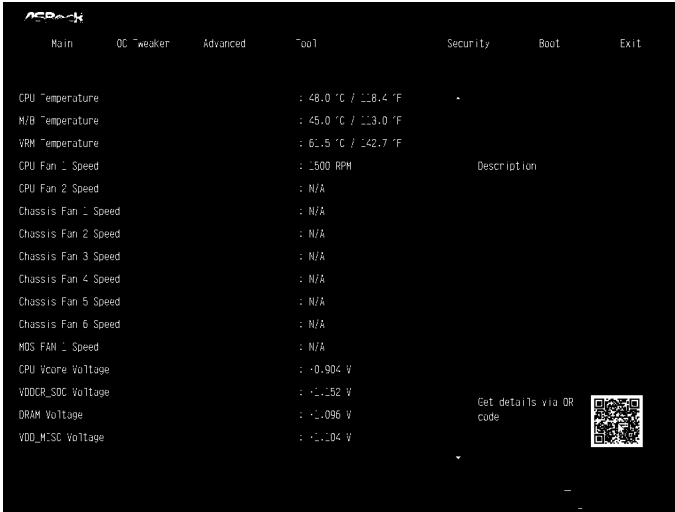 ASRock
Main OC Tweaker Advanced Tool Security Boot Exit
CPU Temperature : 48.0 °C / 118.4 °F
M/B Temperature : 45.0 °C / 113.0 °F
VRM Temperature : 61.5 °C / 142.7 °F
CPU Fan 1 Speed : 1500 RPM
Description
CPU Fan 2 Speed : N/A
Chassis Fan 1 Speed : N/A
Chassis Fan 2 Speed : N/A
Chassis Fan 3 Speed : N/A
Chassis Fan 4 Speed : N/A
Chassis Fan 5 Speed : N/A
Chassis Fan 6 Speed : N/A
MOS FAN 1 Speed : N/A
CPU Vcore Voltage : +0.904 V
VDDCR_SOC Voltage : +1.152 V
DRAM Voltage : +1.096 V
VDD_MISC Voltage : +1.104 V
Get details via QR
code